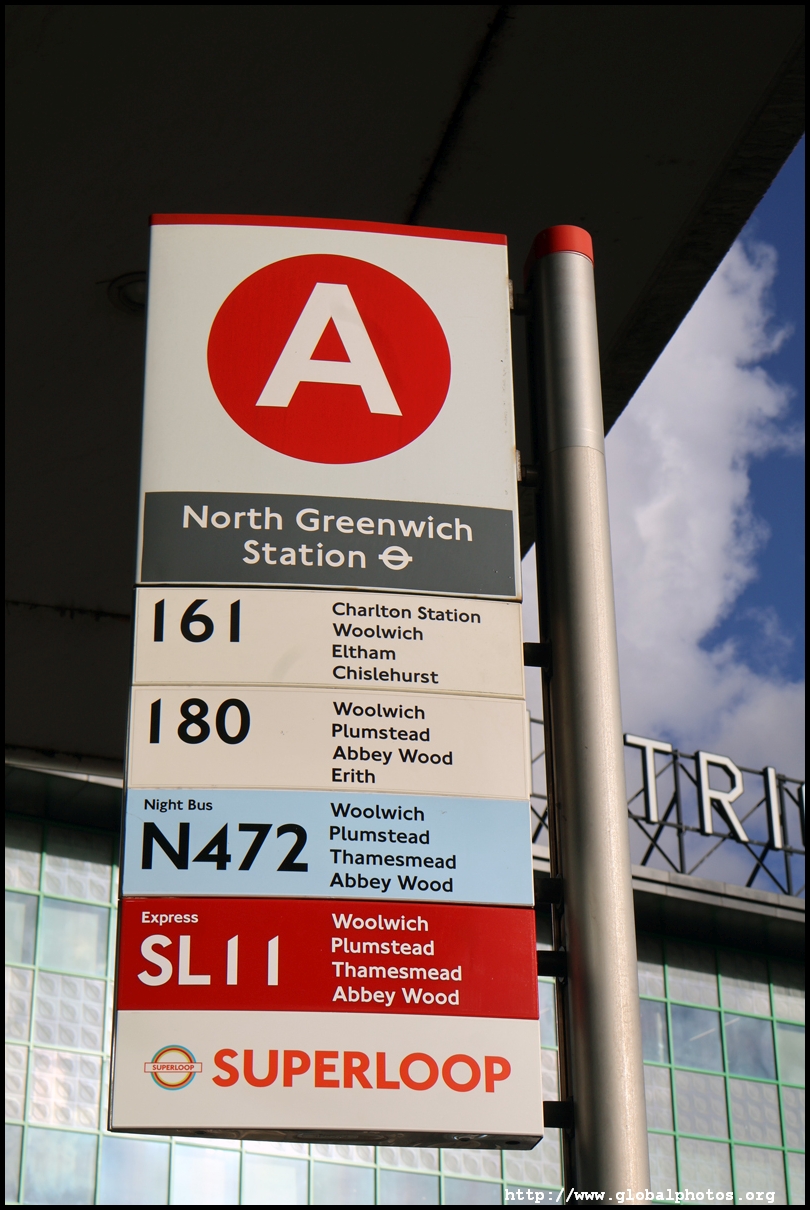 A
North Greenwich
Station
161
Charlton Station
Woolwich
Eltham
Chislehurst
180
Woolwich
Plumstead
Abbey Wood
Erith
Night Bus
N472
Woolwich
Plumstead
Thamesmead
Abbey Wood
Express
SL11
Woolwich
Plumstead
Thamesmead
Abbey Wood
SUPERLOOP
SUPERLOOP
TRI
http://www.globalphotos.org